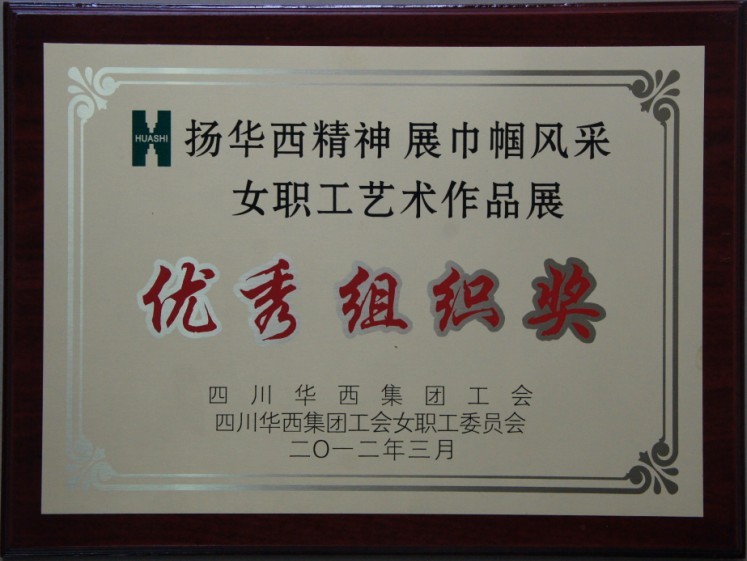 HUASHI
扬华西精神 展巾帼风采
女职工艺术作品展
优秀组织奖
四川华西集团工会
四川华西集团工会女职工委员会
二〇一二年三月